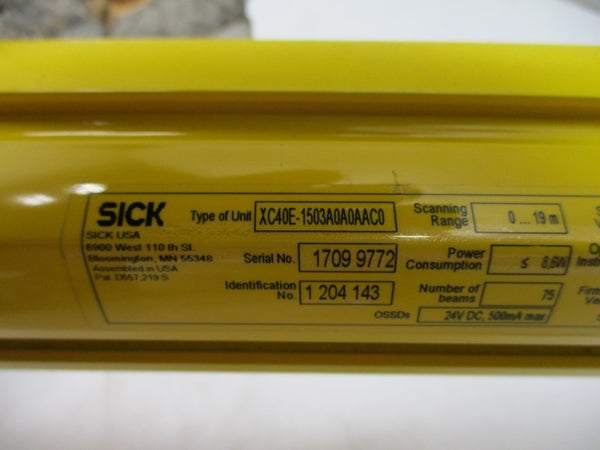 SICK
SICK USA
6900 West 110 th St.
Bloomington, MN 55348
Assembled in USA
Pat. D557,219 S
Type of Unit XC40E-1503A0A0AAC0
Serial No. 1709 9772
Identification No. 1 204 143
Scanning Range 0 ... 19 m
Power Consumption ≤ 8,5W
Number of beams 75
OSSDs 24V DC, 500mA max